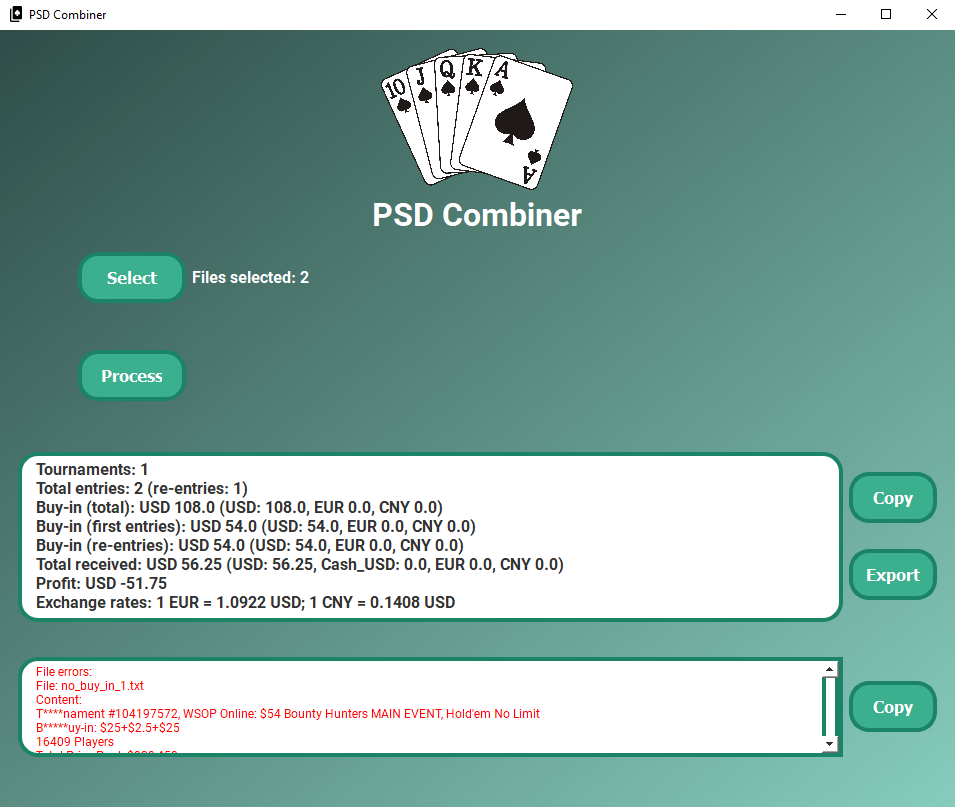 PSD Combiner
10 J Q K A
A
PSD Combiner
Select Files selected: 2
Process
Tournaments: 1
Total entries: 2 (re-entries: 1)
Buy-in (total): USD 108.0 (USD: 108.0, EUR 0.0, CNY 0.0)
Buy-in (first entries): USD 54.0 (USD: 54.0, EUR 0.0, CNY 0.0)
Buy-in (re-entries): USD 54.0 (USD: 54.0, EUR 0.0, CNY 0.0)
Total received: USD 56.25 (USD: 56.25, Cash_USD: 0.0, EUR 0.0, CNY 0.0)
Profit: USD -51.75
Exchange rates: 1 EUR = 1.0922 USD; 1 CNY = 0.1408 USD
Copy
Export
File errors:
File: no_buy_in_1.txt
Content:
T****nament #104197572, WSOP Online: $54 Bounty Hunters MAIN EVENT, Hold'em No Limit
B*****uy-in: $25+$2.5+$25
16409 Players
Copy